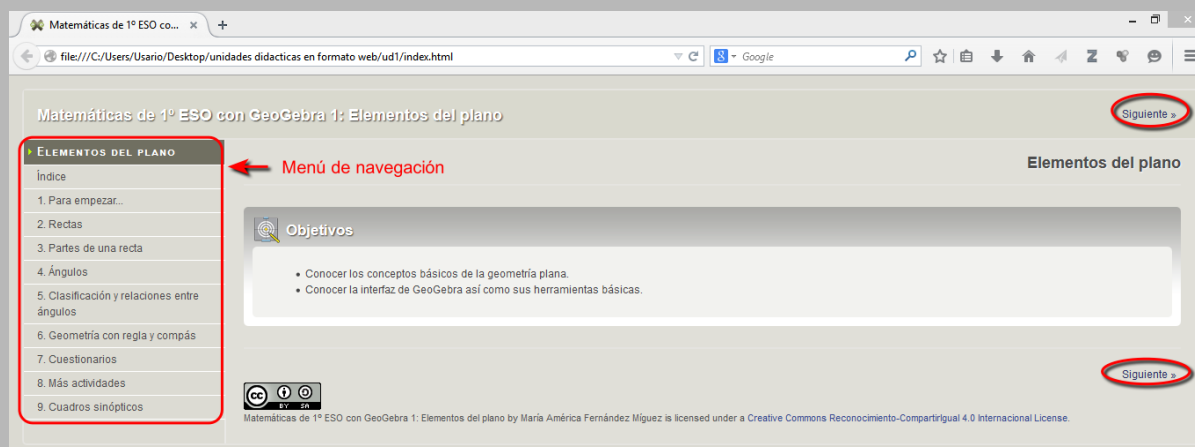 Matemáticas de 1º ESO co...
file:///C:/Users/Usario/Desktop/unidades didacticas en formato web/ud1/index.html
Google
Matemáticas de 1º ESO con GeoGebra 1: Elementos del plano
Siguiente »
ELEMENTOS DEL PLANO
Índice
1. Para empezar...
2. Rectas
3. Partes de una recta
4. Ángulos
5. Clasificación y relaciones entre
ángulos
6. Geometría con regla y compás
7. Cuestionarios
8. Más actividades
9. Cuadros sinópticos
Menú de navegación
Elementos del plano
Objetivos
• Conocer los conceptos básicos de la geometría plana.
• Conocer la interfaz de GeoGebra así como sus herramientas básicas.
Siguiente »
cc BY SA
Matemáticas de 1º ESO con GeoGebra 1: Elementos del plano by María América Fernández Míguez is licensed under a Creative Commons Reconocimiento-CompartirIgual 4.0 Internacional License.